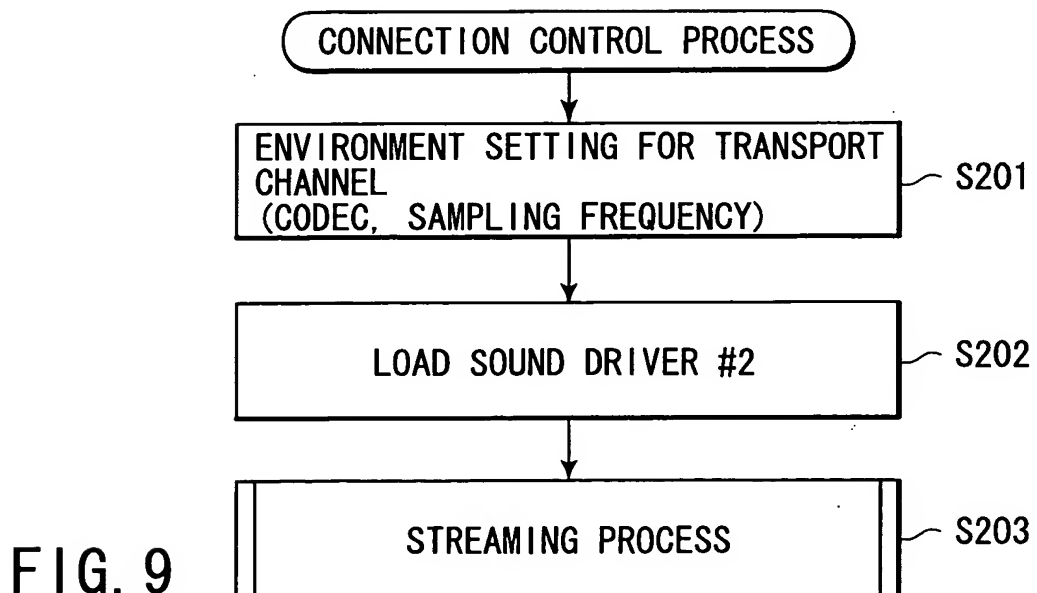 CONNECTION CONTROL PROCESS
ENVIRONMENT SETTING FOR TRANSPORT
CHANNEL
(CODEC, SAMPLING FREQUENCY)
S201
LOAD SOUND DRIVER #2
S202
STREAMING PROCESS
S203
FIG. 9